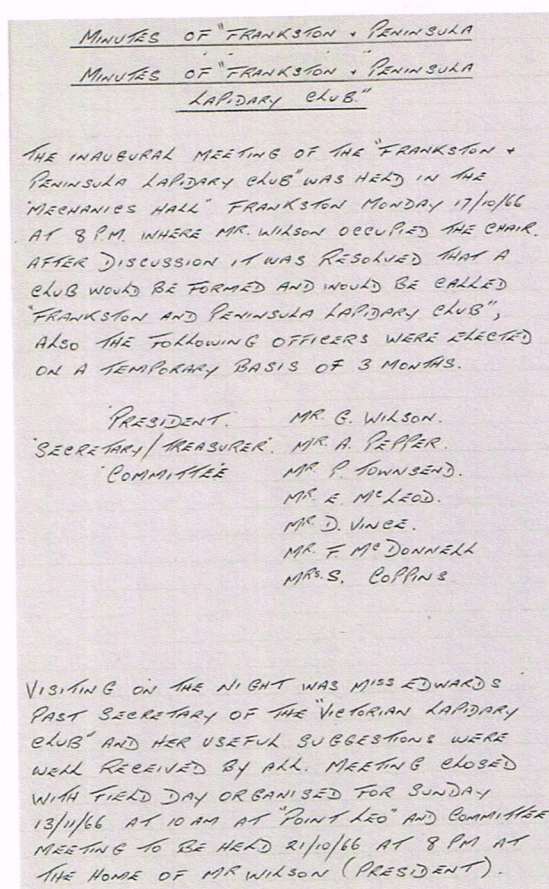 MINUTES OF "FRANKSTON + PENINSULA
MINUTES OF "FRANKSTON + PENINSULA
LAPIDARY CLUB."
THE INAUGURAL MEETING OF THE "FRANKSTON +
PENINSULA LAPIDARY CLUB" WAS HELD IN THE
"MECHANICS HALL" FRANKSTON MONDAY 17/10/66
AT 8 P.M. WHERE MR. WILSON OCCUPIED THE CHAIR.
AFTER DISCUSSION IT WAS RESOLVED THAT A
CLUB WOULD BE FORMED AND WOULD BE CALLED
"FRANKSTON AND PENINSULA LAPIDARY CLUB",
ALSO THE FOLLOWING OFFICERS WERE ELECTED
ON A TEMPORARY BASIS OF 3 MONTHS.
'PRESIDENT. MR. G. WILSON.
'SECRETARY/TREASURER'. MR. A. PEPPER.
'COMMITTEE' MR. P. TOWNSEND.
MR. E. McLEOD.
MR. D. VINCE.
MR. F. McDONNELL
MRS. S. COPPINS.
VISITING ON THE NIGHT WAS MISS EDWARDS
PAST SECRETARY OF THE "VICTORIAN LAPIDARY
CLUB" AND HER USEFUL SUGGESTIONS WERE
WELL RECEIVED BY ALL. MEETING CLOSED
WITH FIELD DAY ORGANISED FOR SUNDAY
13/11/66 AT 10 AM AT "POINT LEO" AND COMMITTEE
MEETING TO BE HELD 21/10/66 AT 8 PM AT
THE HOME OF MR WILSON (PRESIDENT).